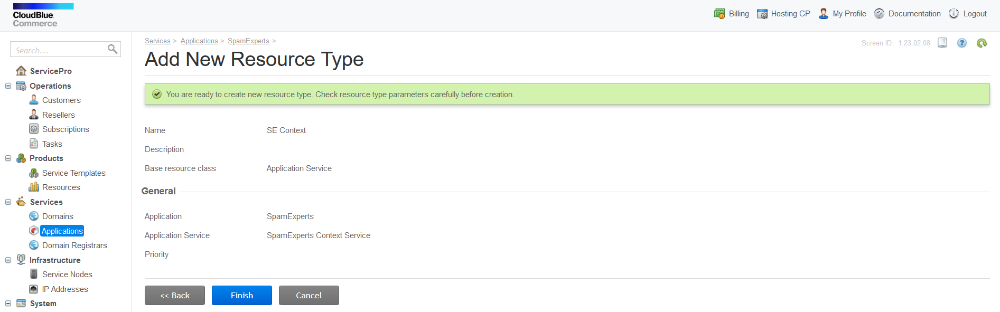 CloudBlue
Commerce
Billing
Hosting CP
My Profile
Documentation
Logout
Search...
ServicePro
Operations
Customers
Resellers
Subscriptions
Tasks
Products
Service Templates
Resources
Services
Domains
Applications
Domain Registrars
Infrastructure
Service Nodes
IP Addresses
System
Services > Applications > SpamExperts >
Screen ID: 1.23.02.08
Add New Resource Type
You are ready to create new resource type. Check resource type parameters carefully before creation.
Name SE Context
Description
Base resource class Application Service
General
Application SpamExperts
Application Service SpamExperts Context Service
Priority
<< Back Finish Cancel